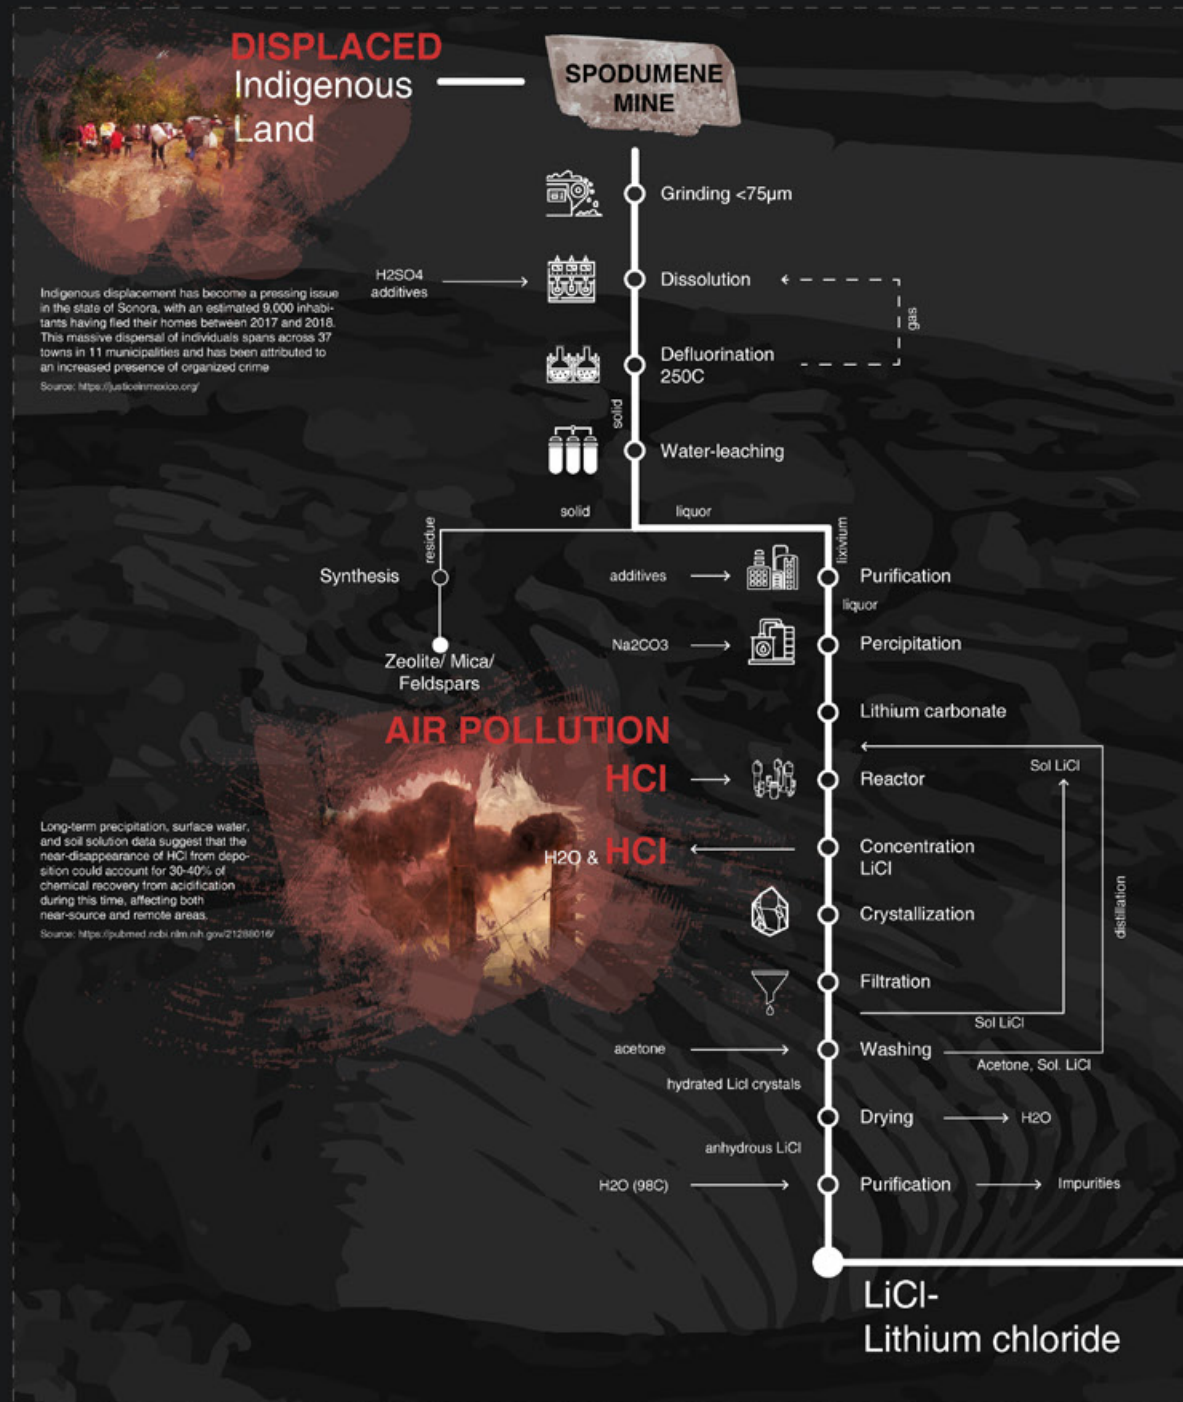 DISPLACED
Indigenous
Land
SPODUMENE
MINE
Grinding <75µm
H2SO4
additives
Dissolution
gas
Indigenous displacement has become a pressing issue
in the state of Sonora, with an estimated 9,000 inhabi-
tants having fled their homes between 2017 and 2018.
This massive dispersal of individuals spans across 37
towns in 11 municipalities and has been attributed to
an increased presence of organized crime
Source: https://justiceinmexico.org/
Defluorination
250C
solid
Water-leaching
solid
liquor
residue
lixivium
Synthesis
additives
Purification
liquor
Na2CO3
Percipitation
Zeolite/ Mica/
Feldspars
Lithium carbonate
AIR POLLUTION
HCI
Sol LiCl
Reactor
Long-term precipitation, surface water,
and soil solution data suggest that the
near-disappearance of HCl from depo-
sition could account for 30-40% of
chemical recovery from acidification
during this time, affecting both
near-source and remote areas.
Source: https://pubmed.ncbi.nlm.nih.gov/21288016/
H2O & HCI
Concentration
LiCl
distillation
Crystallization
Filtration
Sol LiCl
acetone
Washing
Acetone, Sol. LiCl
hydrated Licl crystals
Drying
H2O
anhydrous LiCl
H2O (98C)
Purification
Impurities
LiCl-
Lithium chloride